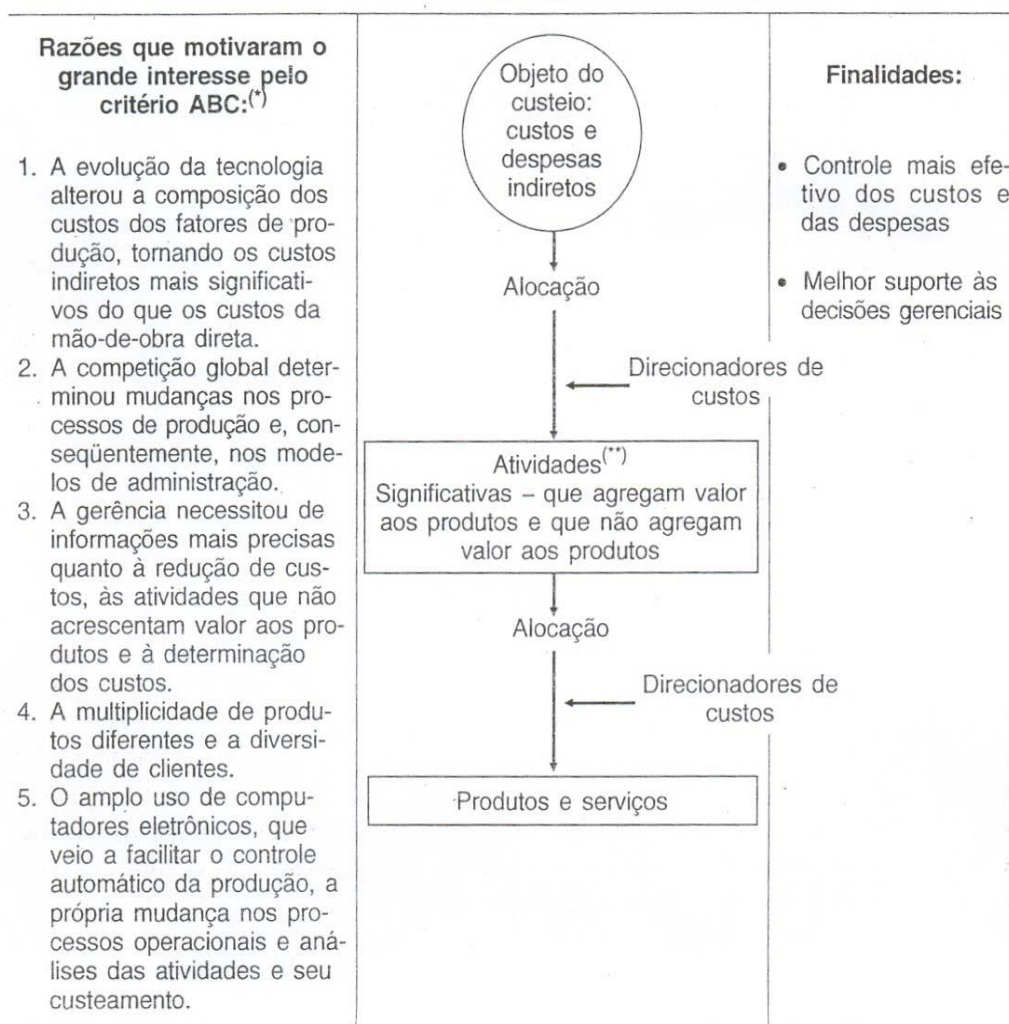 Razões que motivaram o
grande interesse pelo
critério ABC:(*)
1. A evolução da tecnologia
alterou a composição dos
custos dos fatores de pro-
dução, tornando os custos
indiretos mais significati-
vos do que os custos da
mão-de-obra direta.
2. A competição global deter-
minou mudanças nos pro-
cessos de produção e, con-
seqüentemente, nos mode-
los de administração.
3. A gerência necessitou de
informações mais precisas
quanto à redução de cus-
tos, às atividades que não
acrescentam valor aos pro-
dutos e à determinação
dos custos.
4. A multiplicidade de produ-
tos diferentes e a diversi-
dade de clientes.
5. O amplo uso de compu-
tadores eletrônicos, que
veio a facilitar o controle
automático da produção, a
própria mudança nos pro-
cessos operacionais e aná-
lises das atividades e seu
custeamento.
Objeto do
custeio:
custos e
despesas
indiretos
Alocação
Direcionadores de
custos
Atividades(**)
Significativas – que agregam valor
aos produtos e que não agregam
valor aos produtos
Alocação
Direcionadores de
custos
Produtos e serviços
Finalidades:
• Controle mais efe-
tivo dos custos e
das despesas
• Melhor suporte às
decisões gerenciais